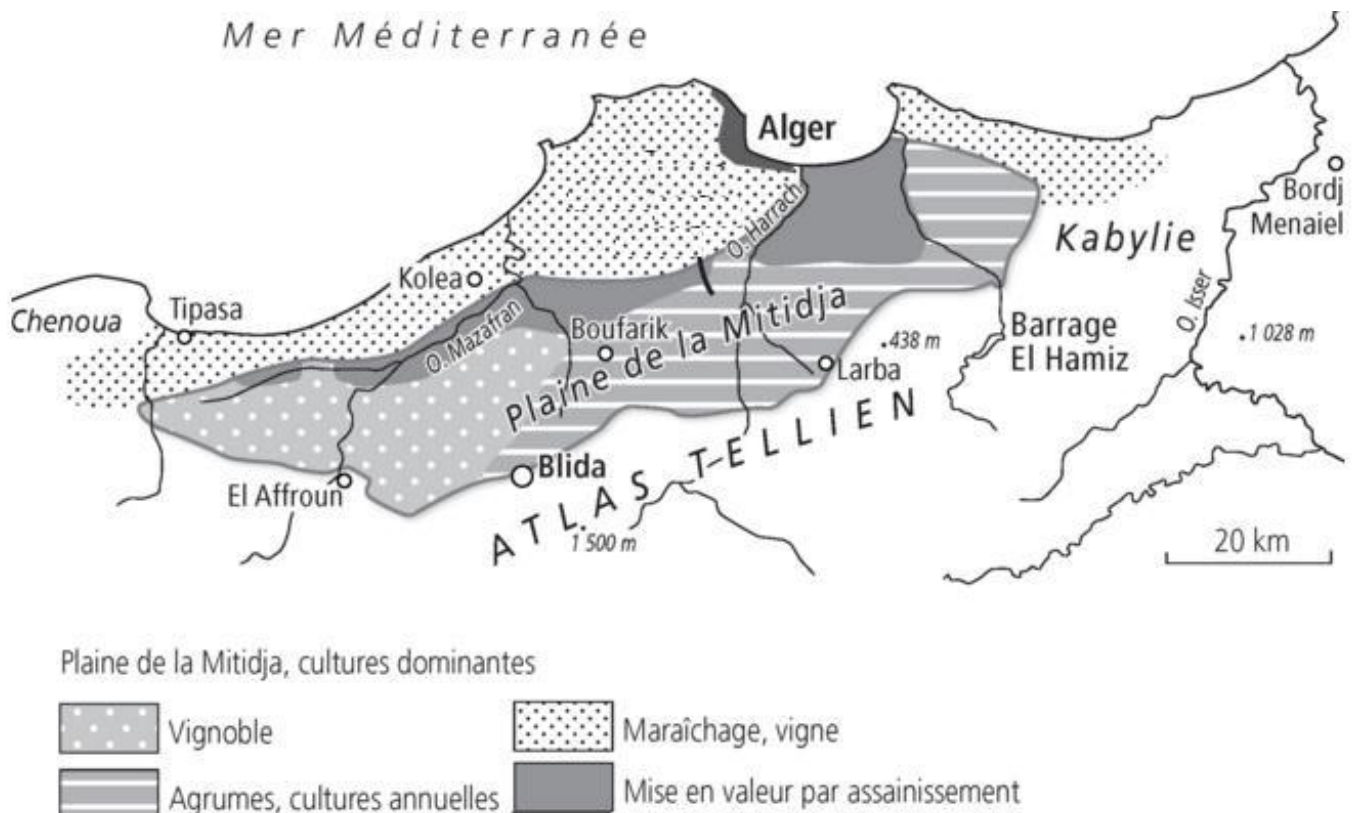 Mer Méditerranée
Alger
O. Harrach
Bordj
Menaiel
Kabylie
Kolea
Tipasa
Chenoua
O. Mazafran
Boufarik
Plaine de la Mitidja
O. Isser
Barrage
El Hamiz
.438 m
.1 028 m
Larba
Blida
El Affroun
ATLAS TELLIEN
1 500 m
20 km
Plaine de la Mitidja, cultures dominantes
Vignoble
Maraîchage, vigne
Agrumes, cultures annuelles
Mise en valeur par assainissement